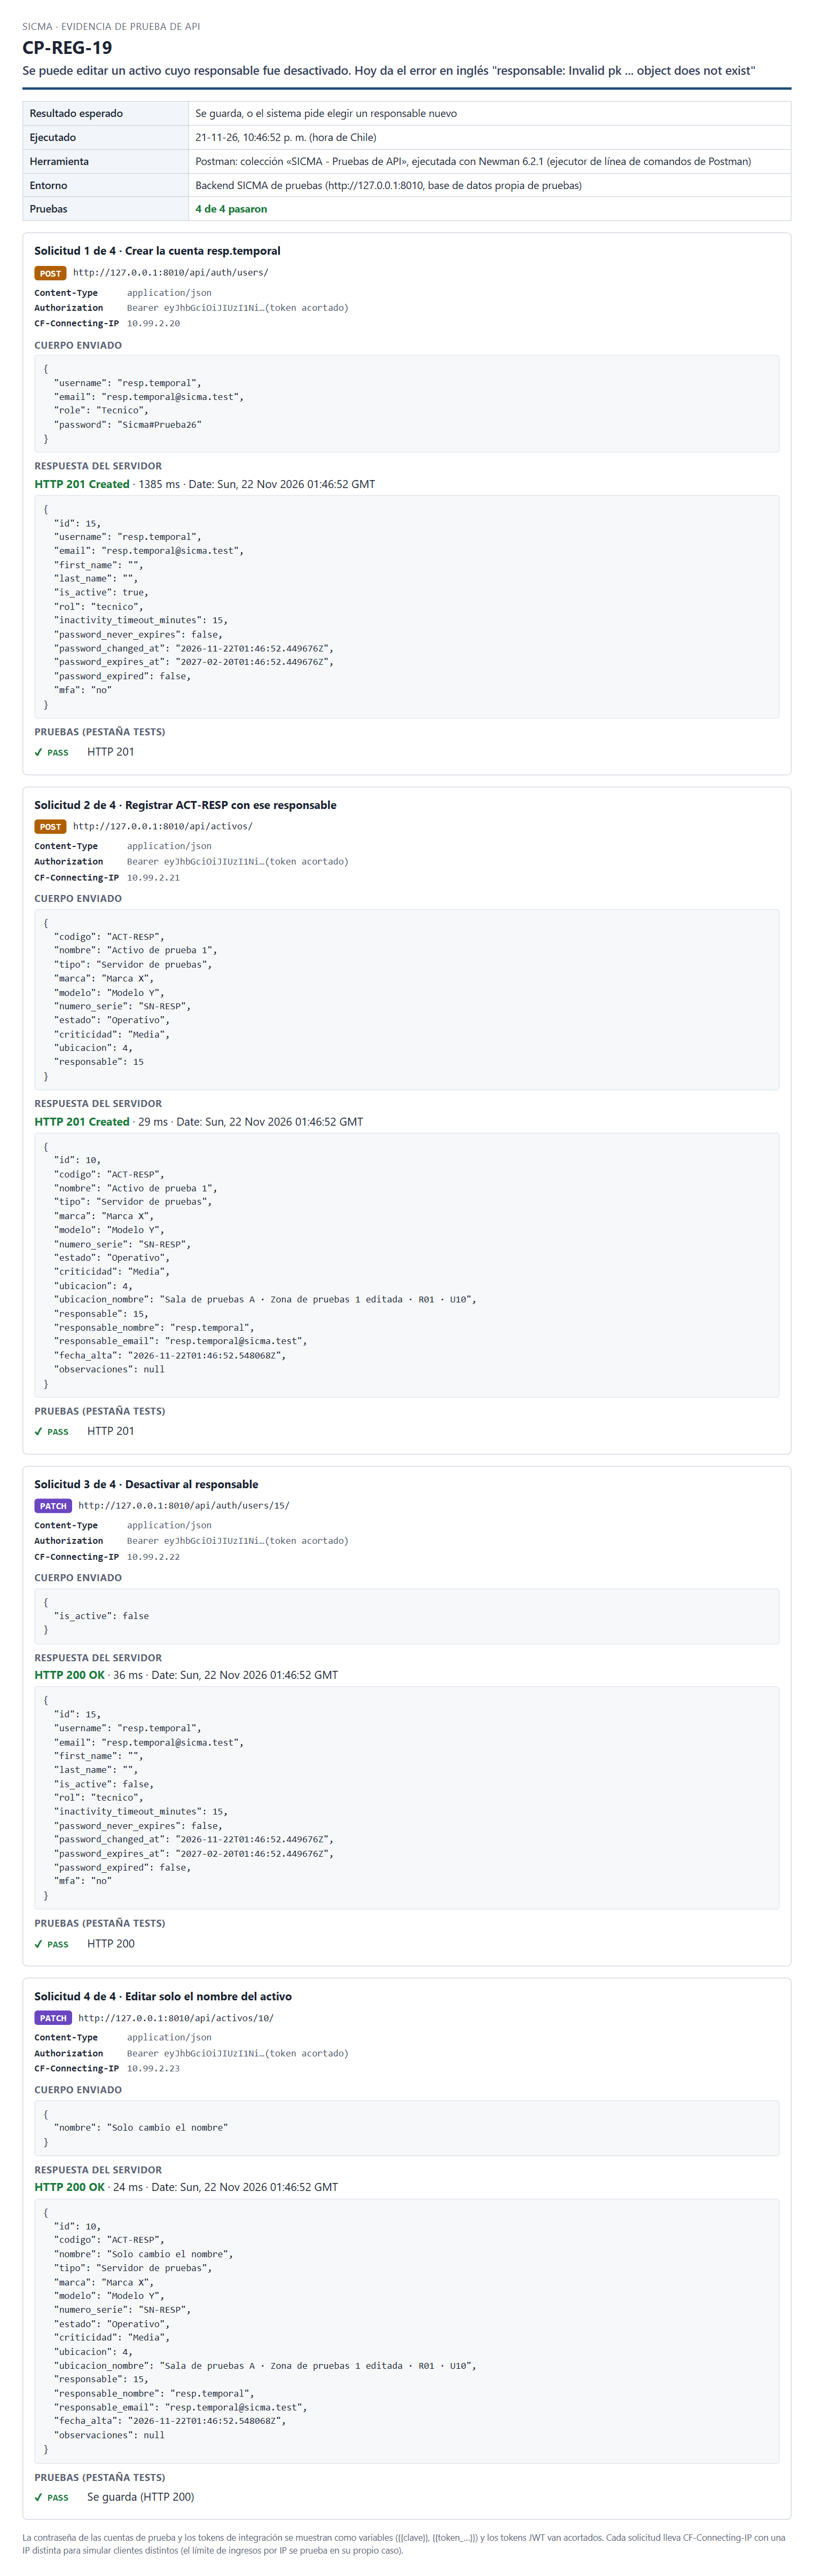 SICMA · EVIDENCIA DE PRUEBA DE API
CP-REG-19
Se puede editar un activo cuyo responsable fue desactivado. Hoy da el error en inglés "responsable: Invalid pk ... object does not exist"
Resultado esperado Se guarda, o el sistema pide elegir un responsable nuevo
Ejecutado 21-11-26, 10:46:52 p. m. (hora de Chile)
Herramienta Postman: colección «SICMA - Pruebas de API», ejecutada con Newman 6.2.1 (ejecutor de línea de comandos de Postman)
Entorno Backend SICMA de pruebas (http://127.0.0.1:8010, base de datos propia de pruebas)
Pruebas 4 de 4 pasaron
Solicitud 1 de 4 · Crear la cuenta resp.temporal
POST http://127.0.0.1:8010/api/auth/users/
Content-Type application/json
Authorization Bearer eyJhbGciOiJIUzI1Ni…(token acortado)
CF-Connecting-IP 10.99.2.20
CUERPO ENVIADO
{
"username": "resp.temporal",
"email": "resp.temporal@sicma.test",
"role": "Tecnico",
"password": "Sicma#Prueba26"
}
RESPUESTA DEL SERVIDOR
HTTP 201 Created · 1385 ms · Date: Sun, 22 Nov 2026 01:46:52 GMT
{
"id": 15,
"username": "resp.temporal",
"email": "resp.temporal@sicma.test",
"first_name": "",
"last_name": "",
"is_active": true,
"rol": "tecnico",
"inactivity_timeout_minutes": 15,
"password_never_expires": false,
"password_changed_at": "2026-11-22T01:46:52.449676Z",
"password_expires_at": "2027-02-20T01:46:52.449676Z",
"password_expired": false,
"mfa": "no"
}
PRUEBAS (PESTAÑA TESTS)
✓ PASS HTTP 201
Solicitud 2 de 4 · Registrar ACT-RESP con ese responsable
POST http://127.0.0.1:8010/api/activos/
Content-Type application/json
Authorization Bearer eyJhbGciOiJIUzI1Ni…(token acortado)
CF-Connecting-IP 10.99.2.21
CUERPO ENVIADO
{
"codigo": "ACT-RESP",
"nombre": "Activo de prueba 1",
"tipo": "Servidor de pruebas",
"marca": "Marca X",
"modelo": "Modelo Y",
"numero_serie": "SN-RESP",
"estado": "Operativo",
"criticidad": "Media",
"ubicacion": 4,
"responsable": 15
}
RESPUESTA DEL SERVIDOR
HTTP 201 Created · 29 ms · Date: Sun, 22 Nov 2026 01:46:52 GMT
{
"id": 10,
"codigo": "ACT-RESP",
"nombre": "Activo de prueba 1",
"tipo": "Servidor de pruebas",
"marca": "Marca X",
"modelo": "Modelo Y",
"numero_serie": "SN-RESP",
"estado": "Operativo",
"criticidad": "Media",
"ubicacion": 4,
"ubicacion_nombre": "Sala de pruebas A · Zona de pruebas 1 editada · R01 · U10",
"responsable": 15,
"responsable_nombre": "resp.temporal",
"responsable_email": "resp.temporal@sicma.test",
"fecha_alta": "2026-11-22T01:46:52.548068Z",
"observaciones": null
}
PRUEBAS (PESTAÑA TESTS)
✓ PASS HTTP 201
Solicitud 3 de 4 · Desactivar al responsable
PATCH http://127.0.0.1:8010/api/auth/users/15/
Content-Type application/json
Authorization Bearer eyJhbGciOiJIUzI1Ni…(token acortado)
CF-Connecting-IP 10.99.2.22
CUERPO ENVIADO
{
"is_active": false
}
RESPUESTA DEL SERVIDOR
HTTP 200 OK · 36 ms · Date: Sun, 22 Nov 2026 01:46:52 GMT
{
"id": 15,
"username": "resp.temporal",
"email": "resp.temporal@sicma.test",
"first_name": "",
"last_name": "",
"is_active": false,
"rol": "tecnico",
"inactivity_timeout_minutes": 15,
"password_never_expires": false,
"password_changed_at": "2026-11-22T01:46:52.449676Z",
"password_expires_at": "2027-02-20T01:46:52.449676Z",
"password_expired": false,
"mfa": "no"
}
PRUEBAS (PESTAÑA TESTS)
✓ PASS HTTP 200
Solicitud 4 de 4 · Editar solo el nombre del activo
PATCH http://127.0.0.1:8010/api/activos/10/
Content-Type application/json
Authorization Bearer eyJhbGciOiJIUzI1Ni…(token acortado)
CF-Connecting-IP 10.99.2.23
CUERPO ENVIADO
{
"nombre": "Solo cambio el nombre"
}
RESPUESTA DEL SERVIDOR
HTTP 200 OK · 24 ms · Date: Sun, 22 Nov 2026 01:46:52 GMT
{
"id": 10,
"codigo": "ACT-RESP",
"nombre": "Solo cambio el nombre",
"tipo": "Servidor de pruebas",
"marca": "Marca X",
"modelo": "Modelo Y",
"numero_serie": "SN-RESP",
"estado": "Operativo",
"criticidad": "Media",
"ubicacion": 4,
"ubicacion_nombre": "Sala de pruebas A · Zona de pruebas 1 editada · R01 · U10",
"responsable": 15,
"responsable_nombre": "resp.temporal",
"responsable_email": "resp.temporal@sicma.test",
"fecha_alta": "2026-11-22T01:46:52.548068Z",
"observaciones": null
}
PRUEBAS (PESTAÑA TESTS)
✓ PASS Se guarda (HTTP 200)
La contraseña de las cuentas de prueba y los tokens de integración se muestran como variables ({{clave}}, {{token_…}}) y los tokens JWT van acortados. Cada solicitud lleva CF-Connecting-IP con una
IP distinta para simular clientes distintos (el límite de ingresos por IP se prueba en su propio caso).